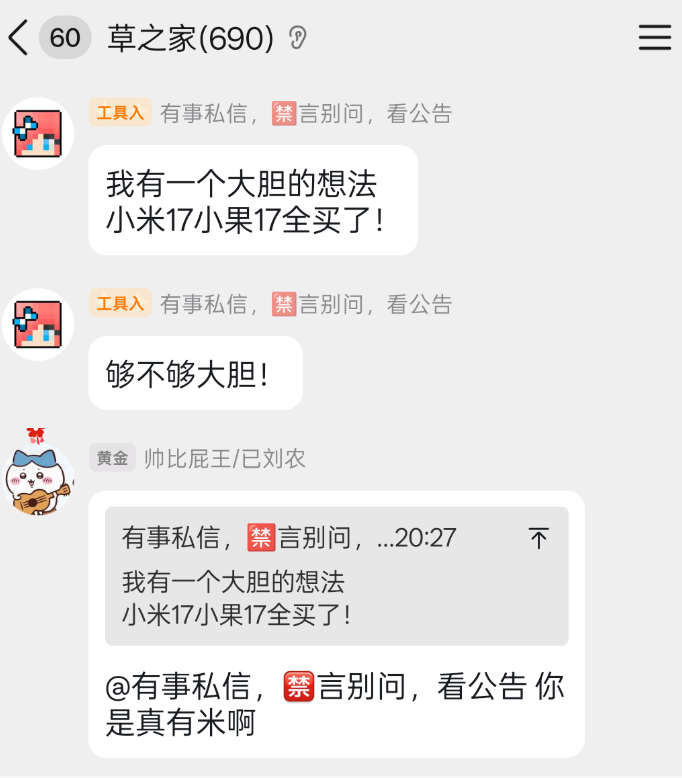 60 草之家(690)
工具入 有事私信，🈲言别问，看公告
我有一个大胆的想法
小米17小果17全买了！
工具入 有事私信，🈲言别问，看公告
够不够大胆！
黄金 帅比屁王/已刘农
有事私信，🈲言别问，...20:27
我有一个大胆的想法
小米17小果17全买了！
@有事私信，🈲言别问，看公告 你
是真有米啊